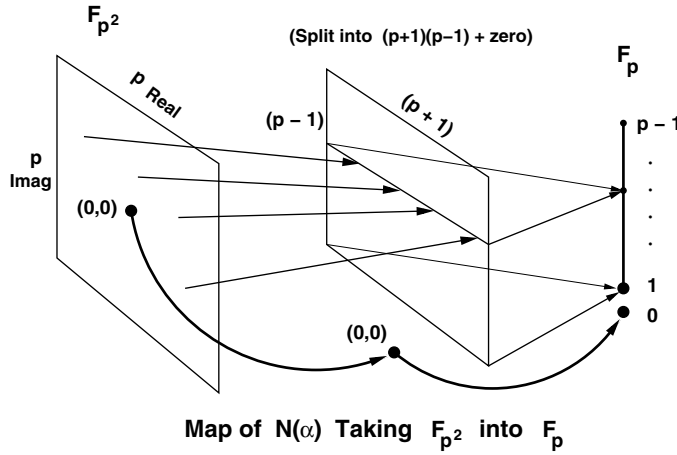 F_{p^2}
(Split into (p+1)(p−1) + zero)
F_p
p Real
(p − 1)
(p + 1)
p − 1
p
Imag
(0,0)
1
0
(0,0)
Map of N(α) Taking F_{p^2} into F_p